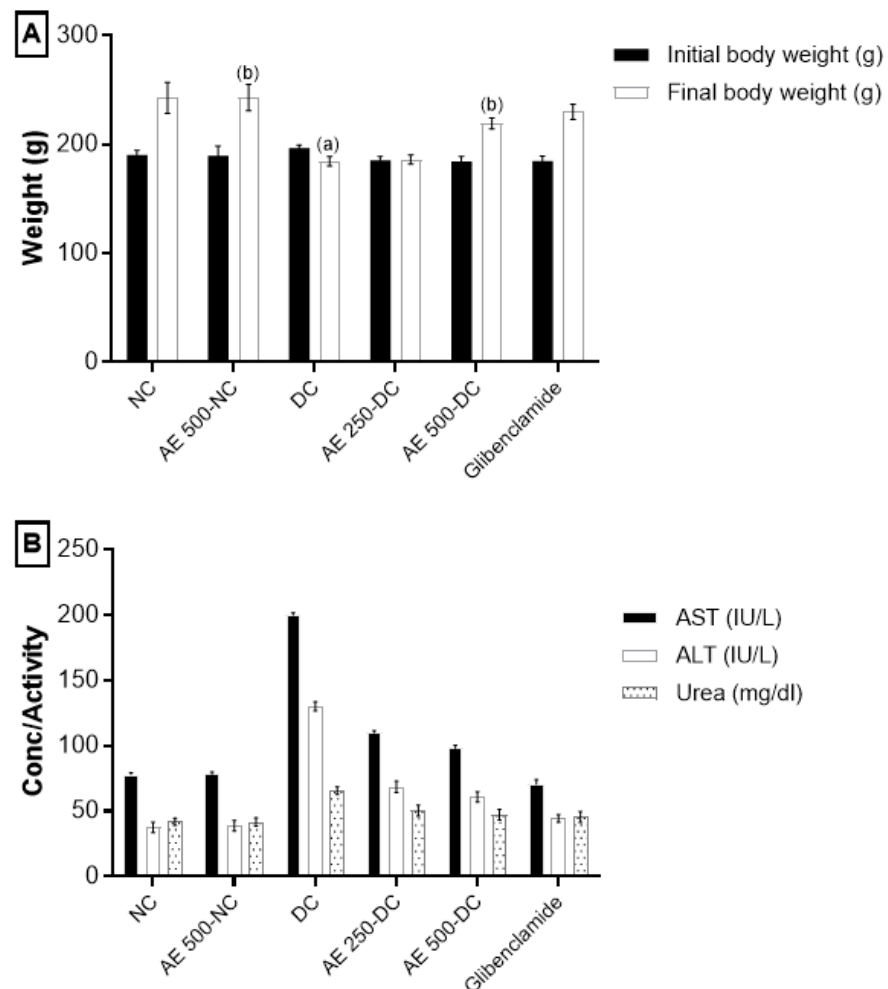 A
300
200
100
0
Weight (g)
(b)
(a)
(b)
Initial body weight (g)
Final body weight (g)
NC
AE 500-NC
DC
AE 250-DC
AE 500-DC
Glibenclamide
B
250
200
150
100
50
0
Conc/Activity
AST (IU/L)
ALT (IU/L)
Urea (mg/dl)
NC
AE 500-NC
DC
AE 250-DC
AE 500-DC
Glibenclamide